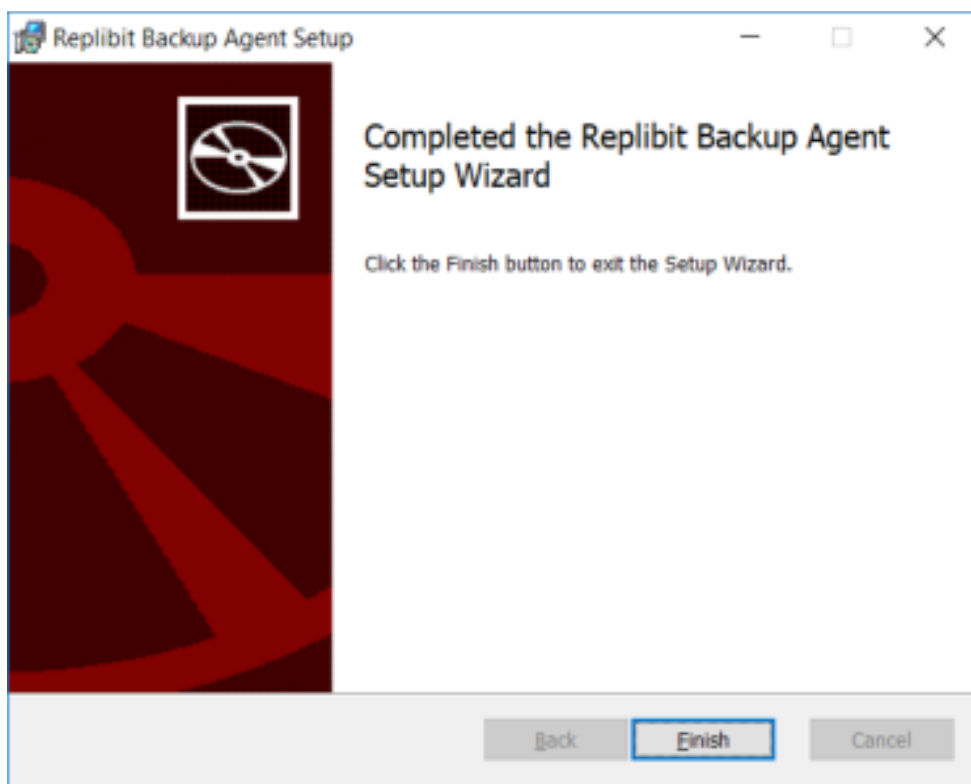 Replibit Backup Agent Setup
Completed the Replibit Backup Agent
Setup Wizard
Click the Finish button to exit the Setup Wizard.
Back Finish Cancel